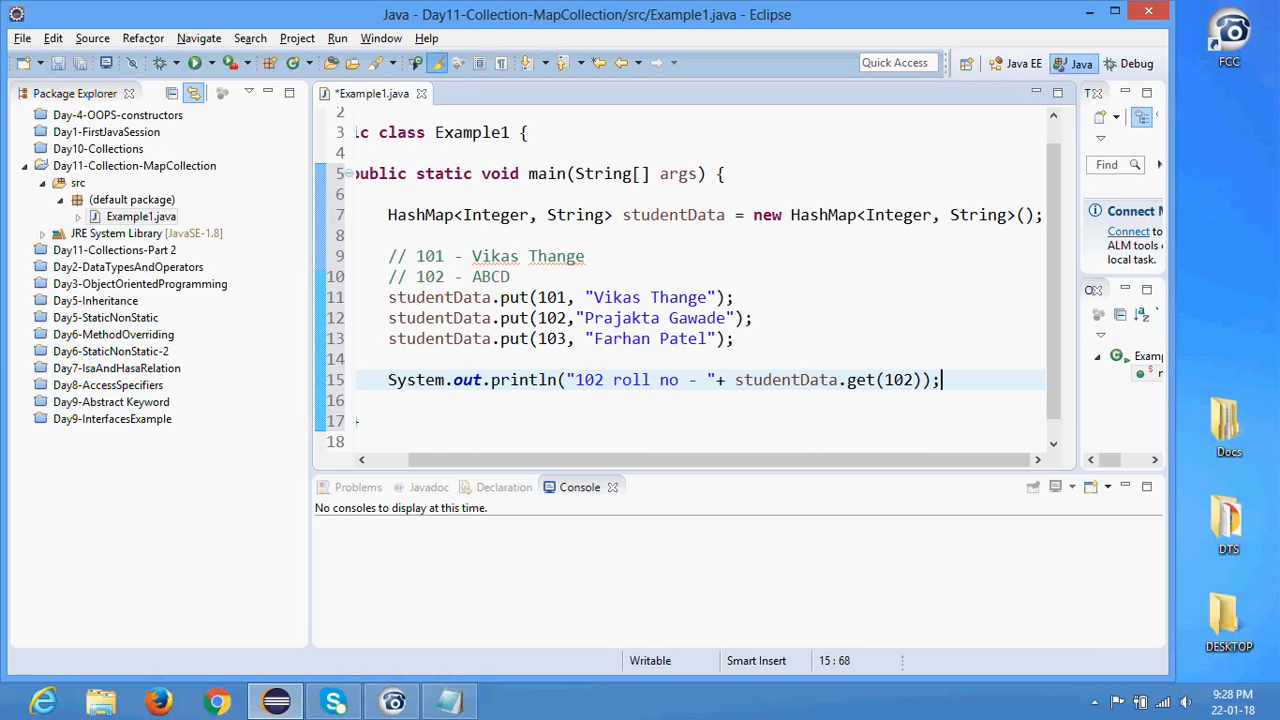 Java - Day11-Collection-MapCollection/src/Example1.java - Eclipse
File Edit Source Refactor Navigate Search Project Run Window Help
Quick Access Java EE Java Debug
Package Explorer
Day-4-OOPS-constructors
Day1-FirstJavaSession
Day10-Collections
Day11-Collection-MapCollection
src
(default package)
Example1.java
JRE System Library [JavaSE-1.8]
Day11-Collections-Part 2
Day2-DataTypesAndOperators
Day3-ObjectOrientedProgramming
Day5-Inheritance
Day5-StaticNonStatic
Day6-MethodOverriding
Day6-StaticNonStatic-2
Day7-IsaAndHasaRelation
Day8-AccessSpecifiers
Day9-Abstract Keyword
Day9-InterfacesExample
*Example1.java
2
3 ic class Example1 {
4
5 public static void main(String[] args) {
6
7 HashMap<Integer, String> studentData = new HashMap<Integer, String>();
8
9 // 101 - Vikas Thange
10 // 102 - ABCD
11 studentData.put(101, "Vikas Thange");
12 studentData.put(102,"Prajakta Gawade");
13 studentData.put(103, "Farhan Patel");
14
15 System.out.println("102 roll no - "+ studentData.get(102));
16
17 }
18
T
Find
Connect M
Connect to
ALM tools o
local task.
Examp
Problems Javadoc Declaration Console
No consoles to display at this time.
Writable Smart Insert 15 : 68
FCC
Docs
DTS
DESKTOP
9:28 PM
22-01-18